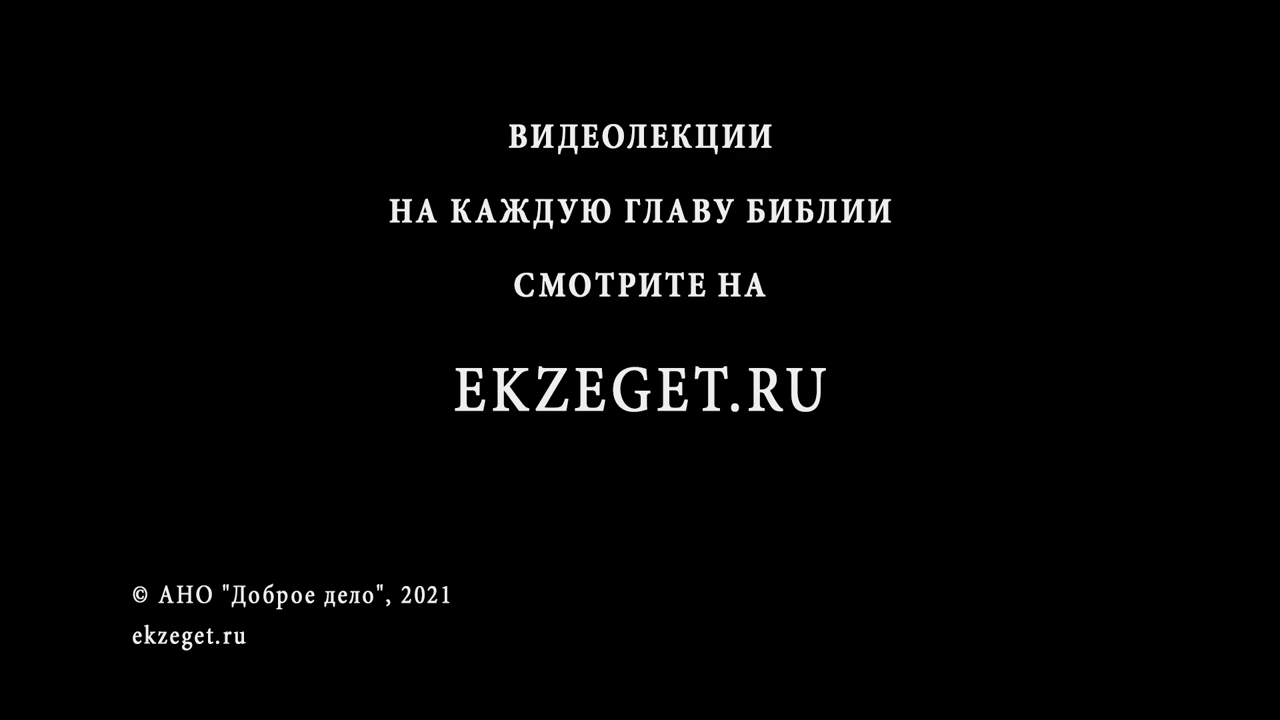 ВИДЕОЛЕКЦИИ
НА КАЖДУЮ ГЛАВУ БИБЛИИ
СМОТРИТЕ НА
EKZEGET.RU
© АНО "Доброе дело", 2021
ekzeget.ru